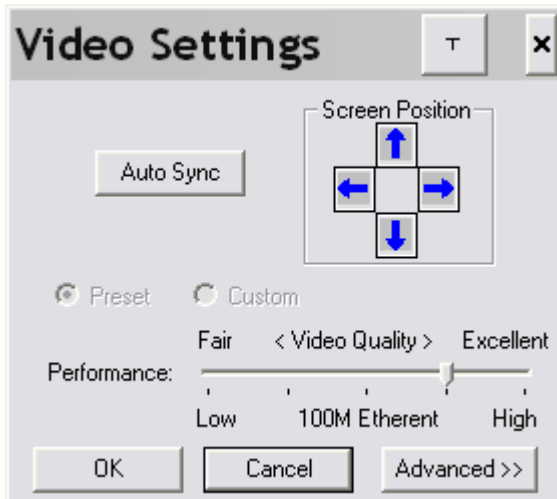 Video Settings T ×
Screen Position
Auto Sync
Preset Custom
Fair < Video Quality > Excellent
Performance:
Low 100M Etherent High
OK Cancel Advanced >>